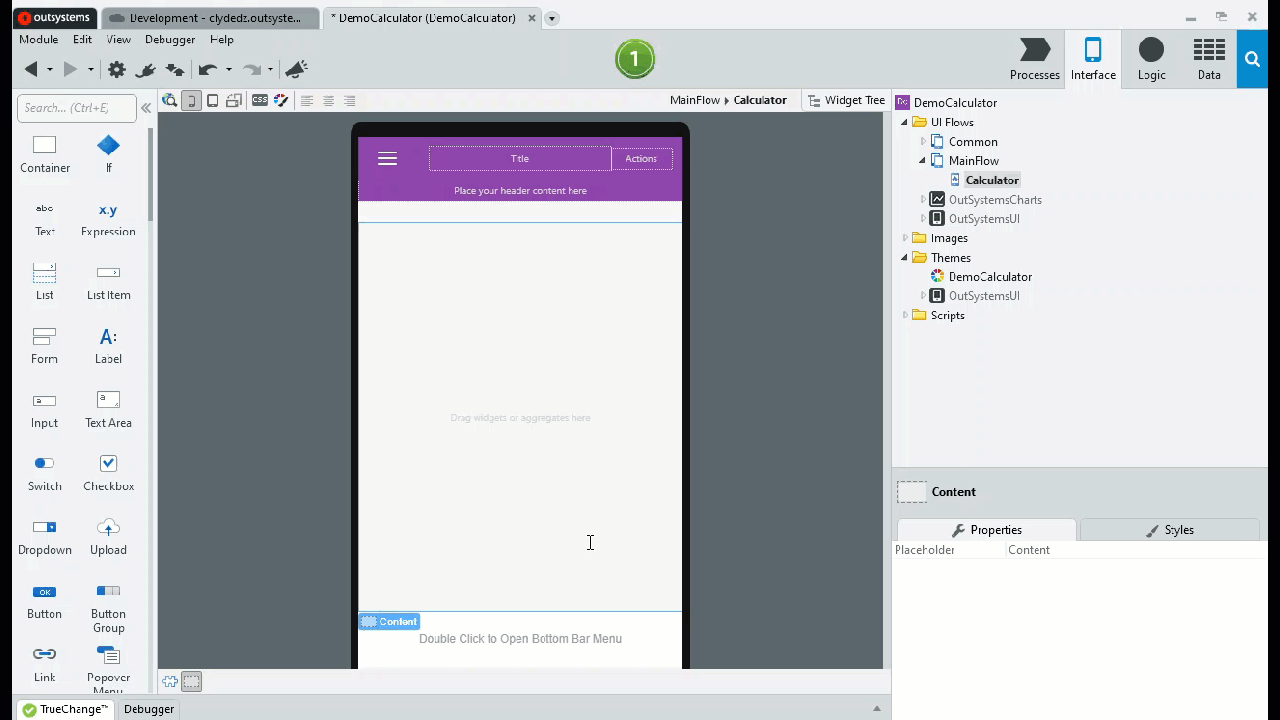 outsystems
Development - clydedz.outsyste...
* DemoCalculator (DemoCalculator)
Module Edit View Debugger Help
1
Processes
Interface
Logic
Data
Search... (Ctrl+E)
CSS
MainFlow
Calculator
Widget Tree
Container
If
abc
Text
x.y
Expression
List
List Item
Form
A:
Label
a
Input
a
Text Area
Switch
Checkbox
Dropdown
Upload
OK
Button
Button
Group
Link
Popover
Menu
Title
Actions
Place your header content here
Drag widgets or aggregates here
Content
Double Click to Open Bottom Bar Menu
DemoCalculator
UI Flows
Common
MainFlow
Calculator
OutSystemsCharts
OutSystemsUI
Images
Themes
DemoCalculator
OutSystemsUI
Scripts
Content
Properties
Styles
Placeholder
Content
TrueChange™
Debugger